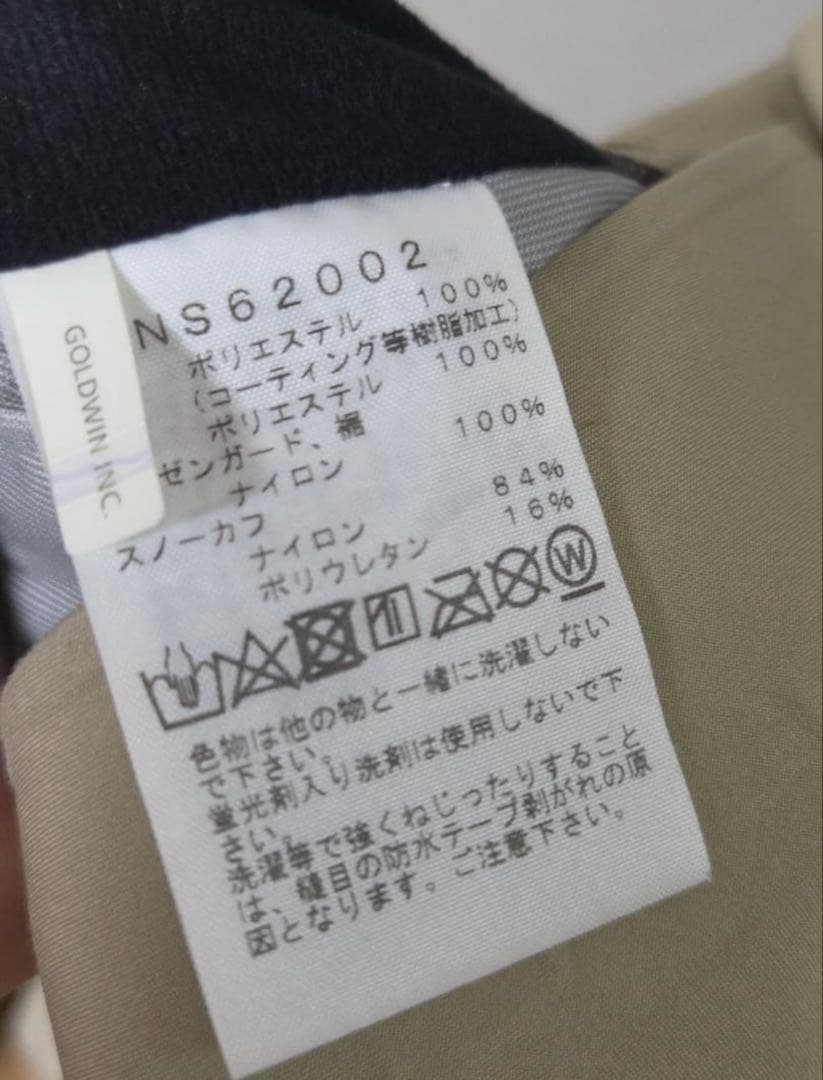 GOLDWIN INC.
NS62002
ポリエステル 100%
(コーティング等樹脂加工)
ポリエステル 100%
ゼンガード、裾
ナイロン 100%
スノーカフ
ナイロン 84%
ポリウレタン 16%
W
色物は他の物と一緒に洗濯しない
で下さい。
蛍光剤入り洗剤は使用しないで下
さい。
洗濯等で強くねじったりすること
は、縫目の防水テープ剥がれの原
因となります。ご注意下さい。